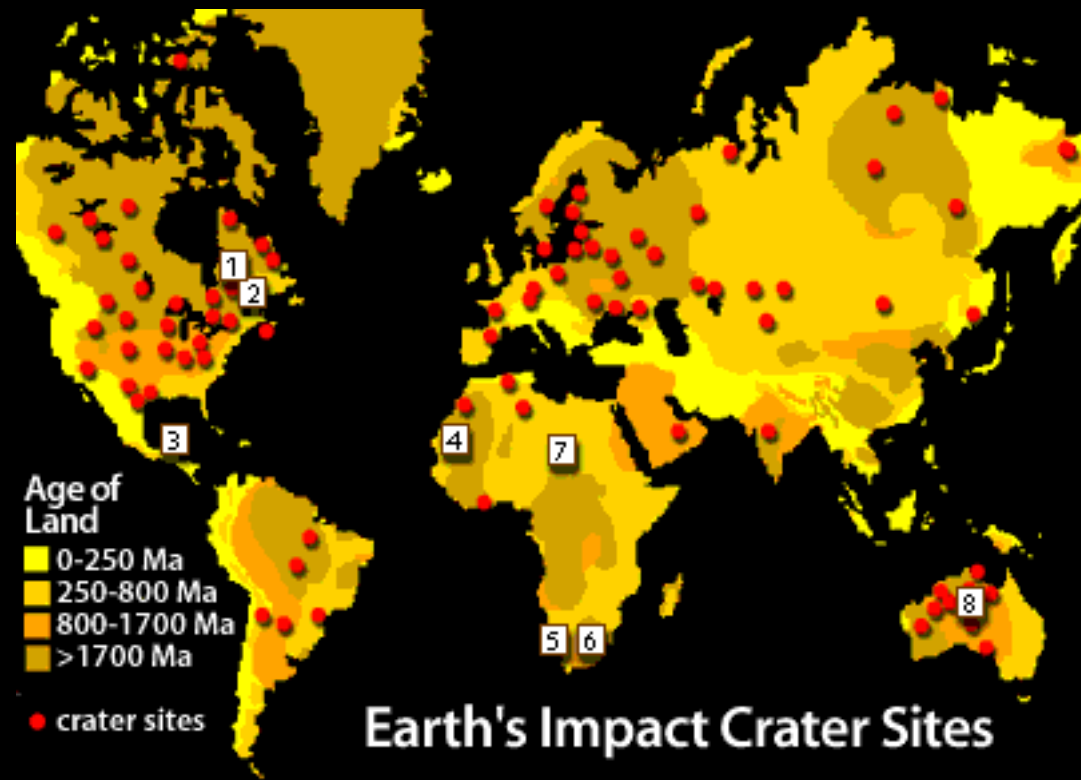 1
2
3
4
7
Age of
Land
0-250 Ma
250-800 Ma
800-1700 Ma
>1700 Ma
5
6
8
crater sites
Earth's Impact Crater Sites